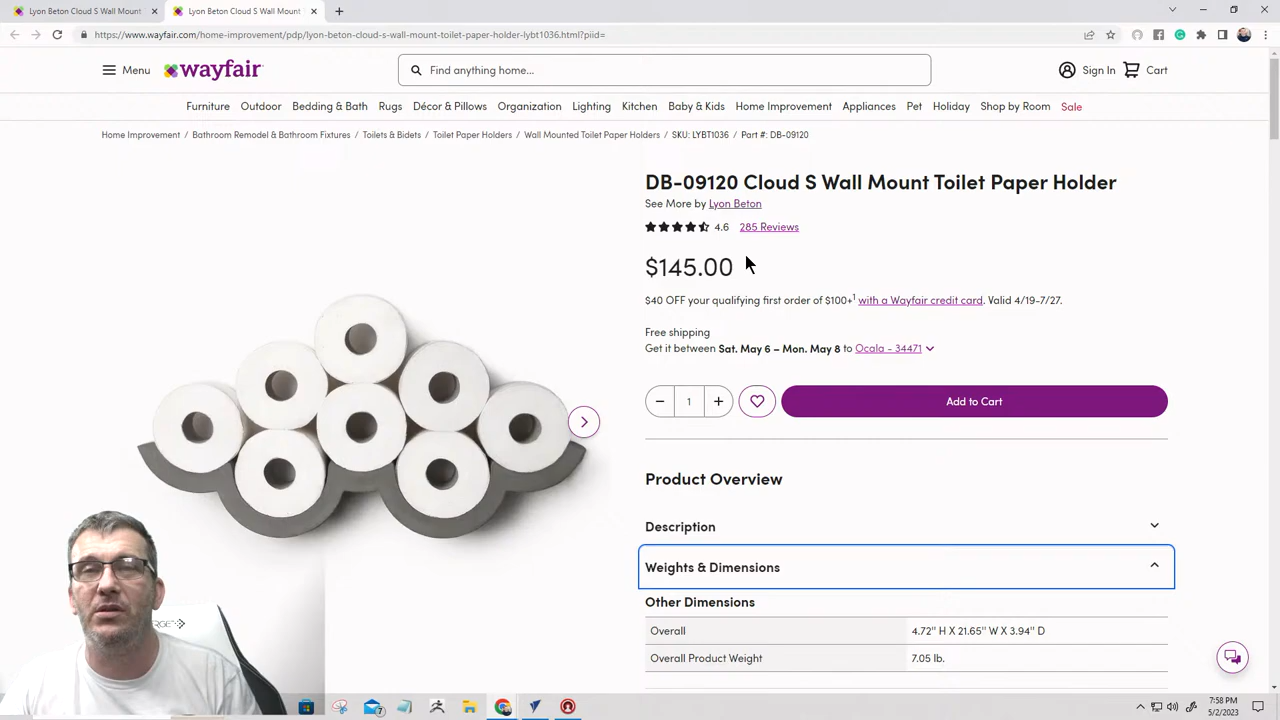 Lyon Beton Cloud S Wall Mount
Lyon Beton Cloud S Wall Mount
https://www.wayfair.com/home-improvement/pdp/lyon-beton-cloud-s-wall-mount-toilet-paper-holder-lybt1036.html?piid=
Menu
wayfair
Find anything home...
Sign In
Cart
Furniture Outdoor Bedding & Bath Rugs Décor & Pillows Organization Lighting Kitchen Baby & Kids Home Improvement Appliances Pet Holiday Shop by Room Sale
Home Improvement / Bathroom Remodel & Bathroom Fixtures / Toilets & Bidets / Toilet Paper Holders / Wall Mounted Toilet Paper Holders / SKU: LYBT1036 / Part #: DB-09120
DB-09120 Cloud S Wall Mount Toilet Paper Holder
See More by Lyon Beton
4.6 285 Reviews
$145.00
$40 OFF your qualifying first order of $100+1 with a Wayfair credit card. Valid 4/19-7/27.
Free shipping
Get it between Sat. May 6 – Mon. May 8 to Ocala - 34471
1
Add to Cart
Product Overview
Description
Weights & Dimensions
Other Dimensions
Overall 4.72'' H X 21.65'' W X 3.94'' D
Overall Product Weight 7.05 lb.
7:58 PM
5/2/2023